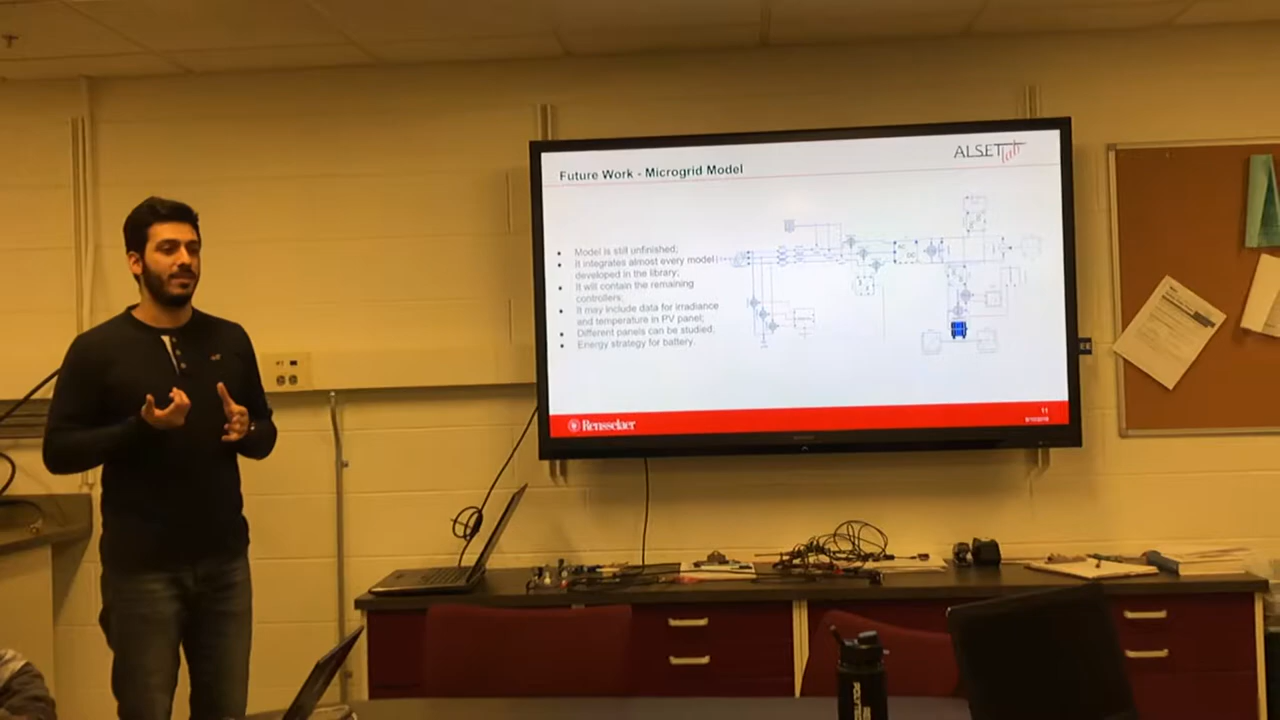 ALSETLab
Future Work - Microgrid Model
Model is still unfinished;
It integrates almost every model
developed in the library;
It will contain the remaining
controllers;
It may include data for irradiance
and temperature in PV panel;
Different panels can be studied.
Energy strategy for battery.
DC
Rensselaer
11